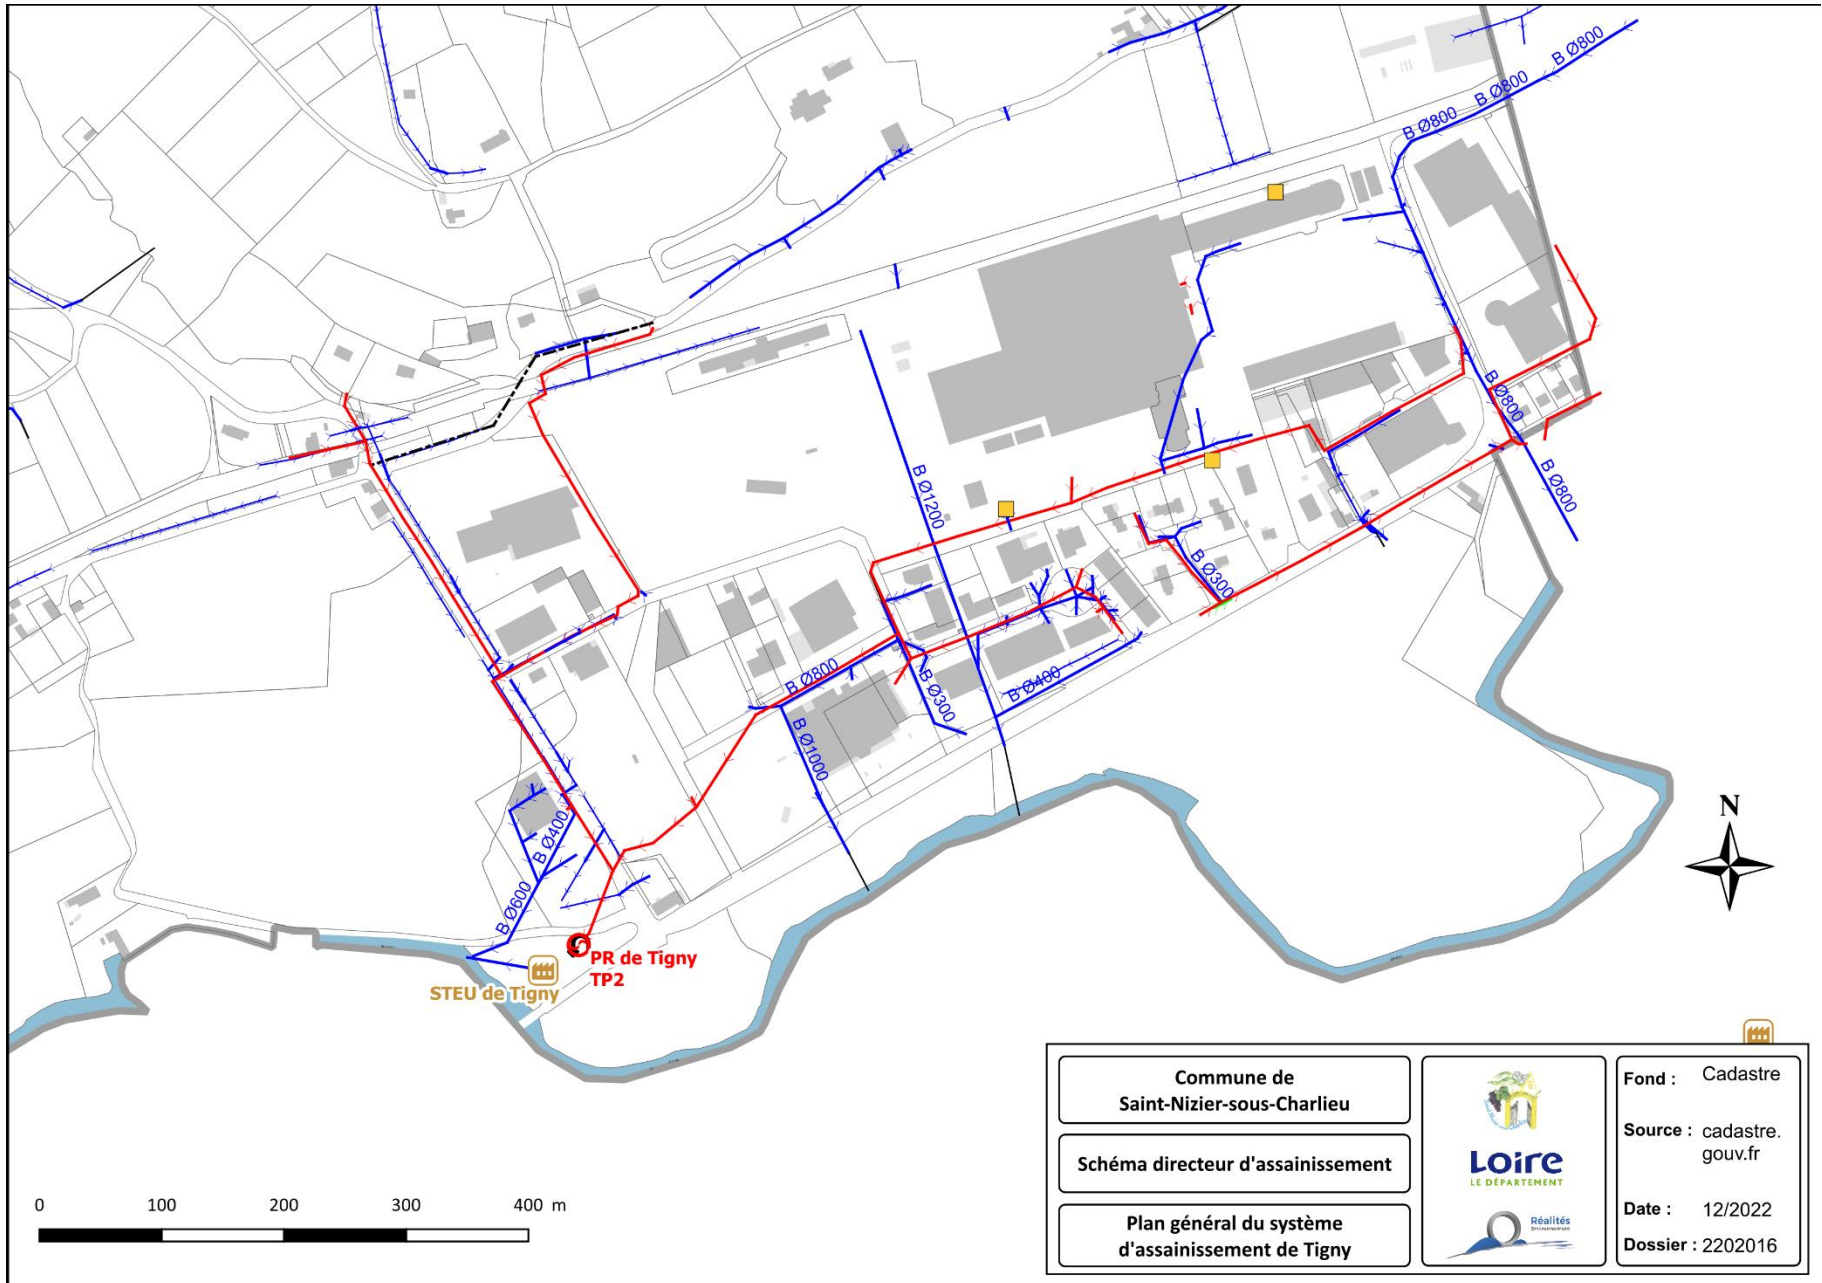 B Ø800
B Ø800
B Ø800
B Ø800
B Ø800
B Ø1200
B Ø300
B Ø800
B Ø300
B Ø400
B Ø1000
B Ø400
B Ø600
PR de Tigny
TP2
STEU de Tigny
N
0 100 200 300 400 m
Commune de
Saint-Nizier-sous-Charlieu
Schéma directeur d'assainissement
Plan général du système
d'assainissement de Tigny
Loire
LE DÉPARTEMENT
Réalités
Environnement
Fond : Cadastre
Source : cadastre.
gouv.fr
Date : 12/2022
Dossier : 2202016